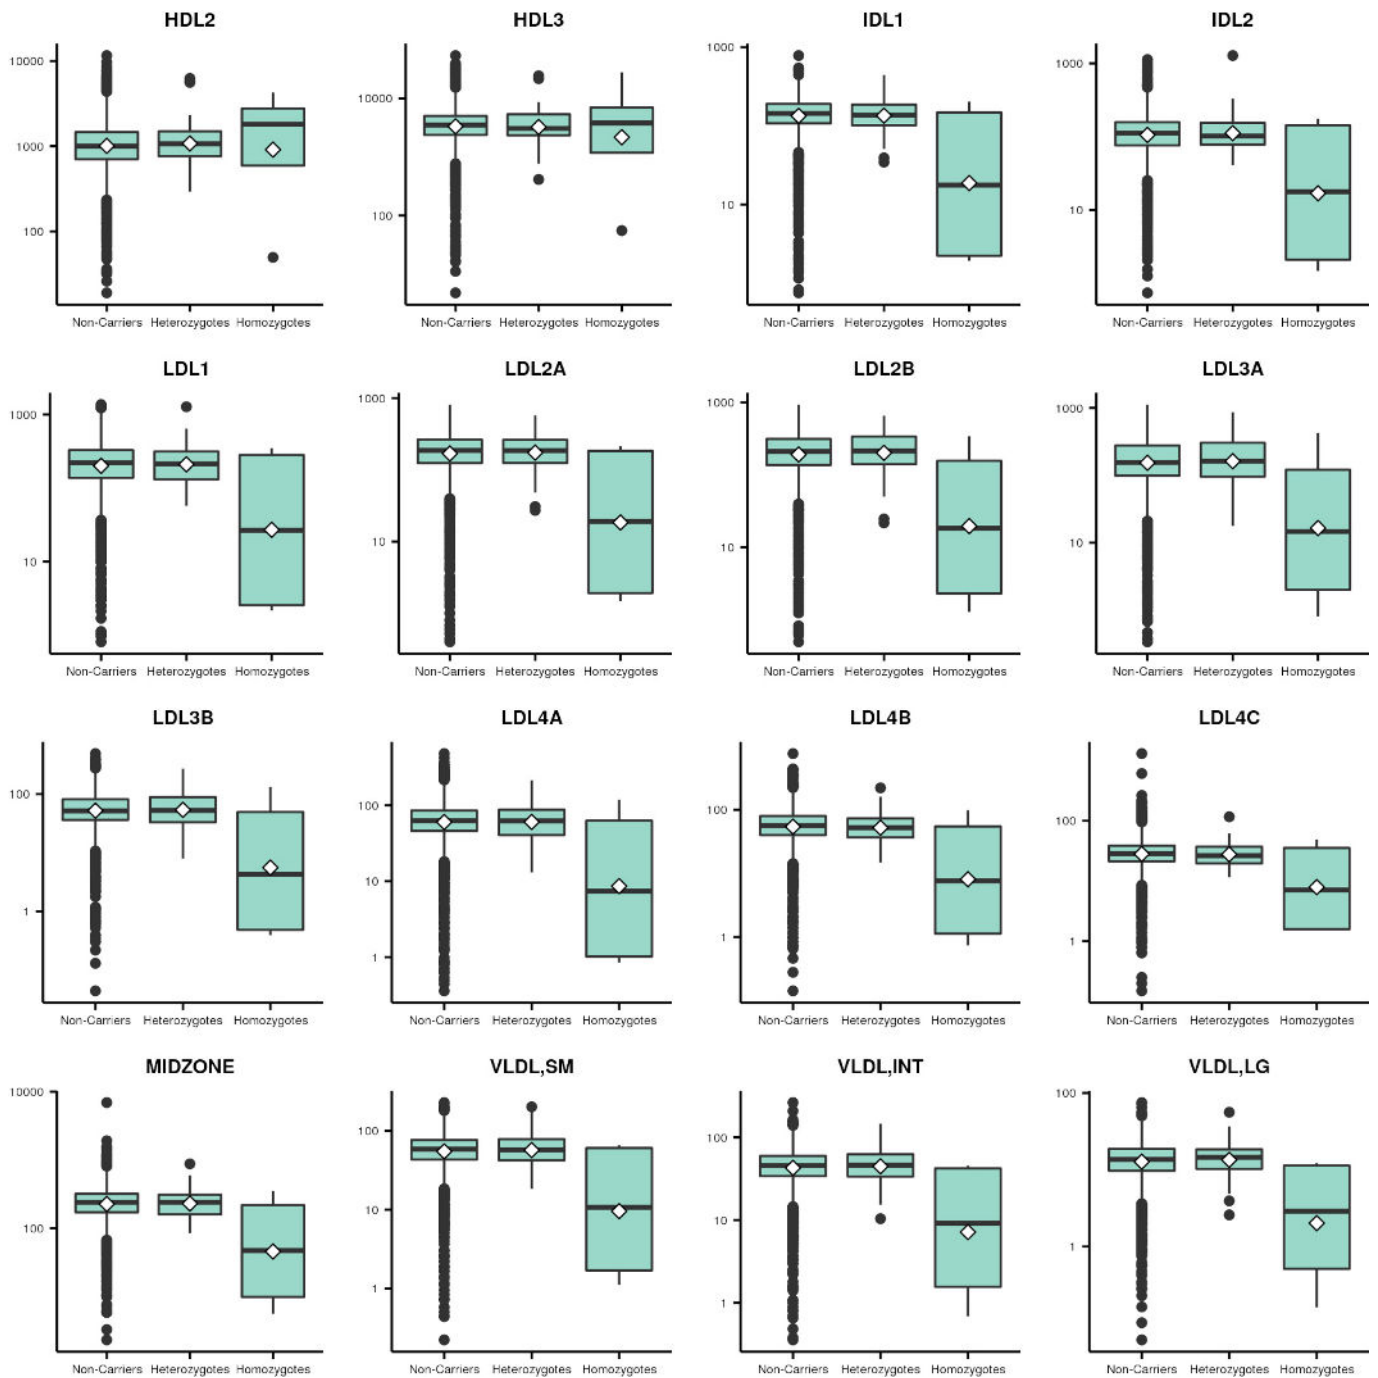 HDL2 HDL3 IDL1 IDL2
10000
1000
100
Non-Carriers Heterozygotes Homozygotes
10000
100
Non-Carriers Heterozygotes Homozygotes
1000
10
Non-Carriers Heterozygotes Homozygotes
1000
10
Non-Carriers Heterozygotes Homozygotes
LDL1 LDL2A LDL2B LDL3A
1000
10
Non-Carriers Heterozygotes Homozygotes
1000
10
Non-Carriers Heterozygotes Homozygotes
1000
10
Non-Carriers Heterozygotes Homozygotes
1000
10
Non-Carriers Heterozygotes Homozygotes
LDL3B LDL4A LDL4B LDL4C
100
1
Non-Carriers Heterozygotes Homozygotes
100
10
1
Non-Carriers Heterozygotes Homozygotes
100
1
Non-Carriers Heterozygotes Homozygotes
100
1
Non-Carriers Heterozygotes Homozygotes
MIDZONE VLDL,SM VLDL,INT VLDL,LG
10000
100
Non-Carriers Heterozygotes Homozygotes
100
10
1
Non-Carriers Heterozygotes Homozygotes
100
10
1
Non-Carriers Heterozygotes Homozygotes
100
1
Non-Carriers Heterozygotes Homozygotes